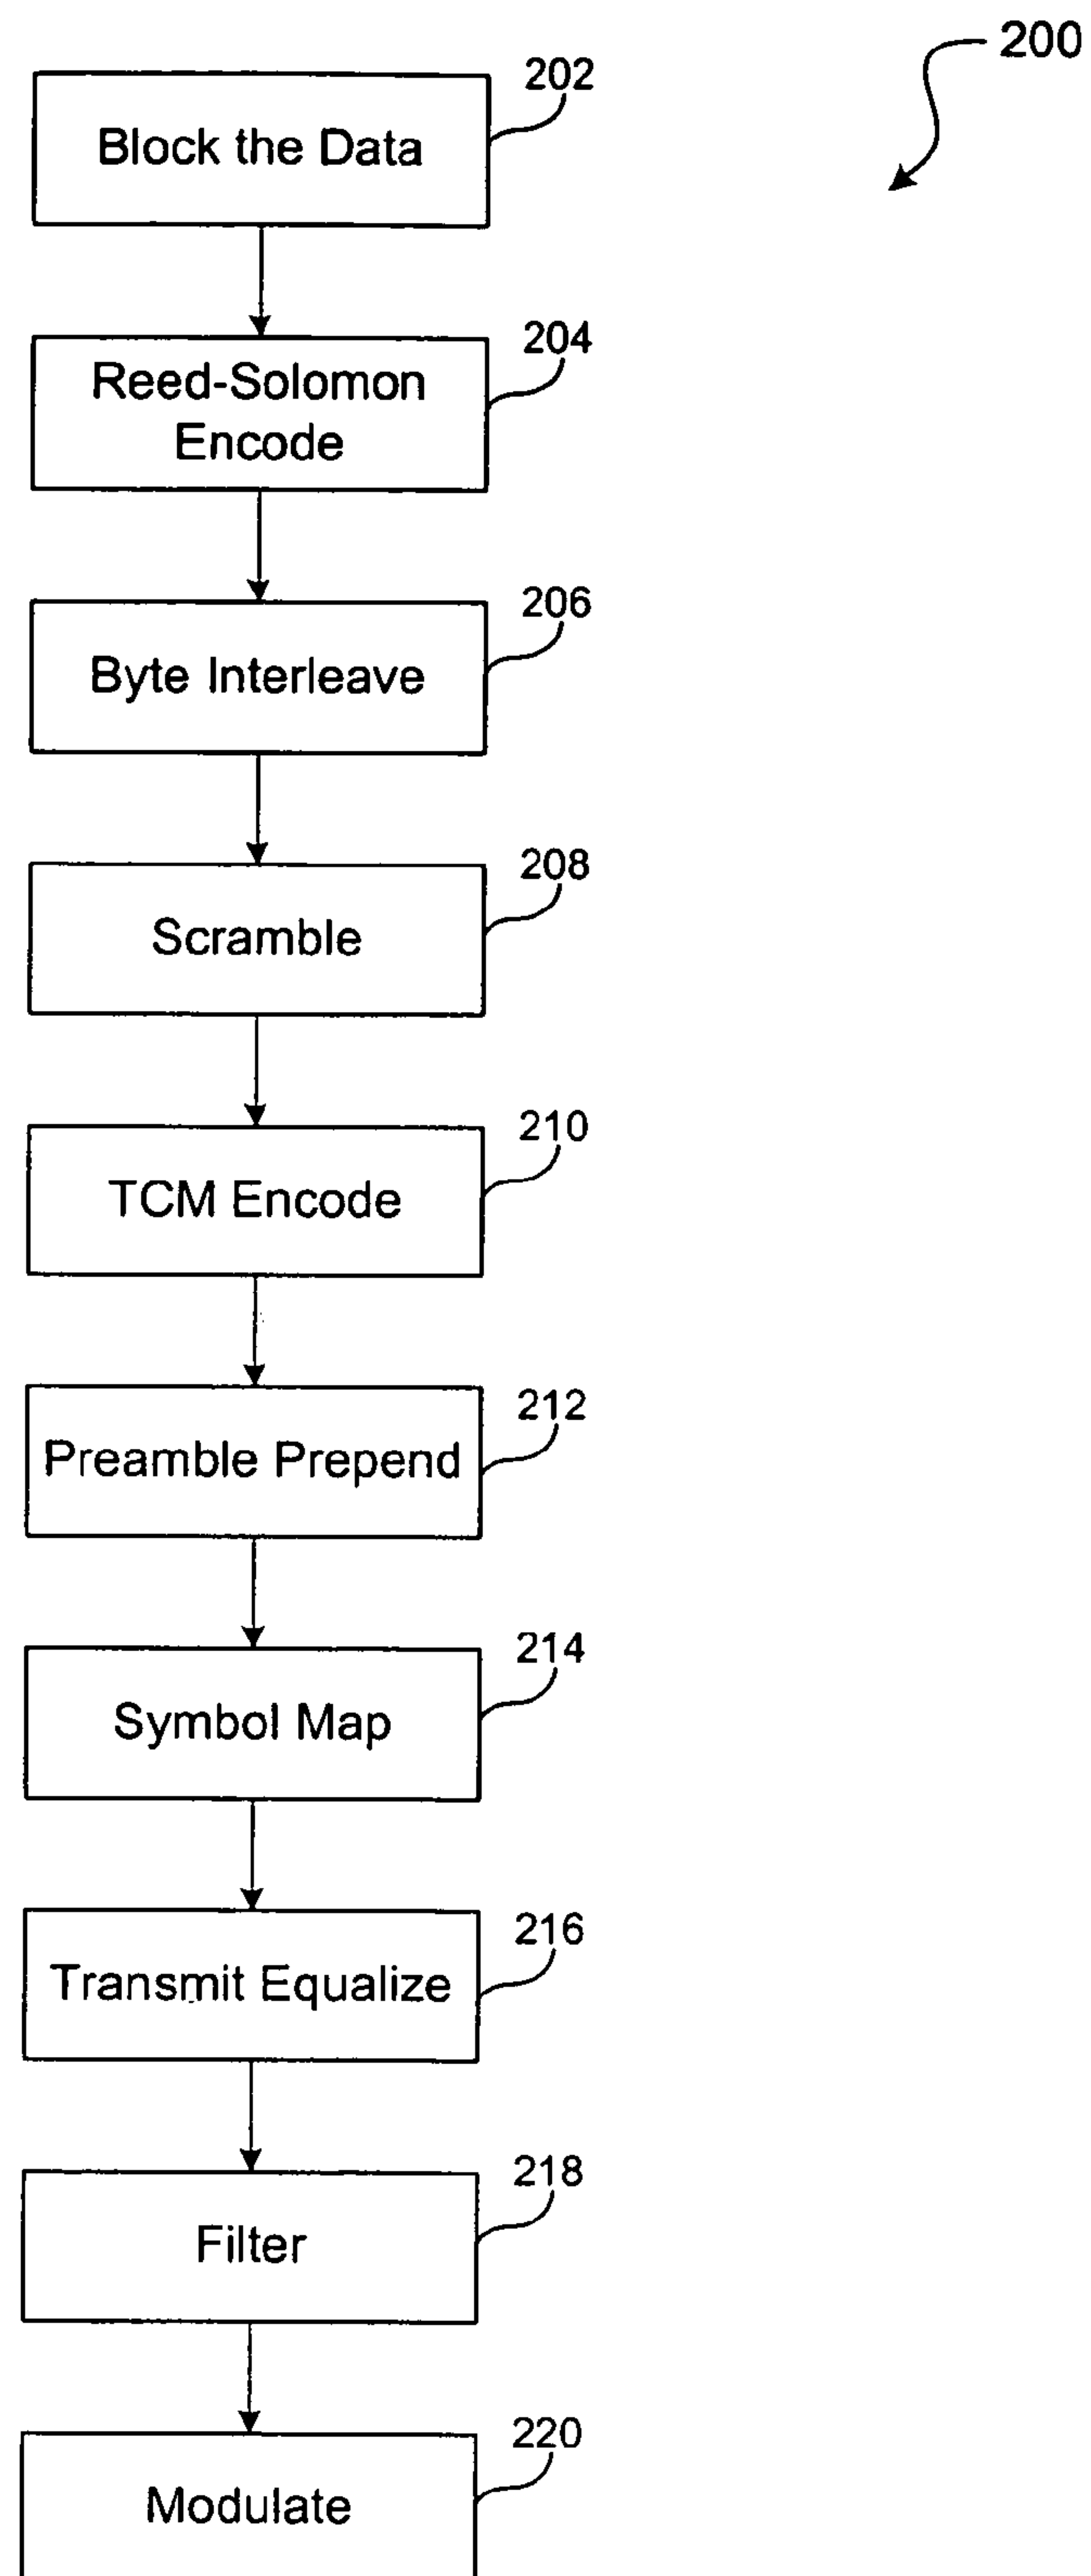 200
202
Block the Data
204
Reed-Solomon
Encode
206
Byte Interleave
208
Scramble
210
TCM Encode
212
Preamble Prepend
214
Symbol Map
216
Transmit Equalize
218
Filter
220
Modulate